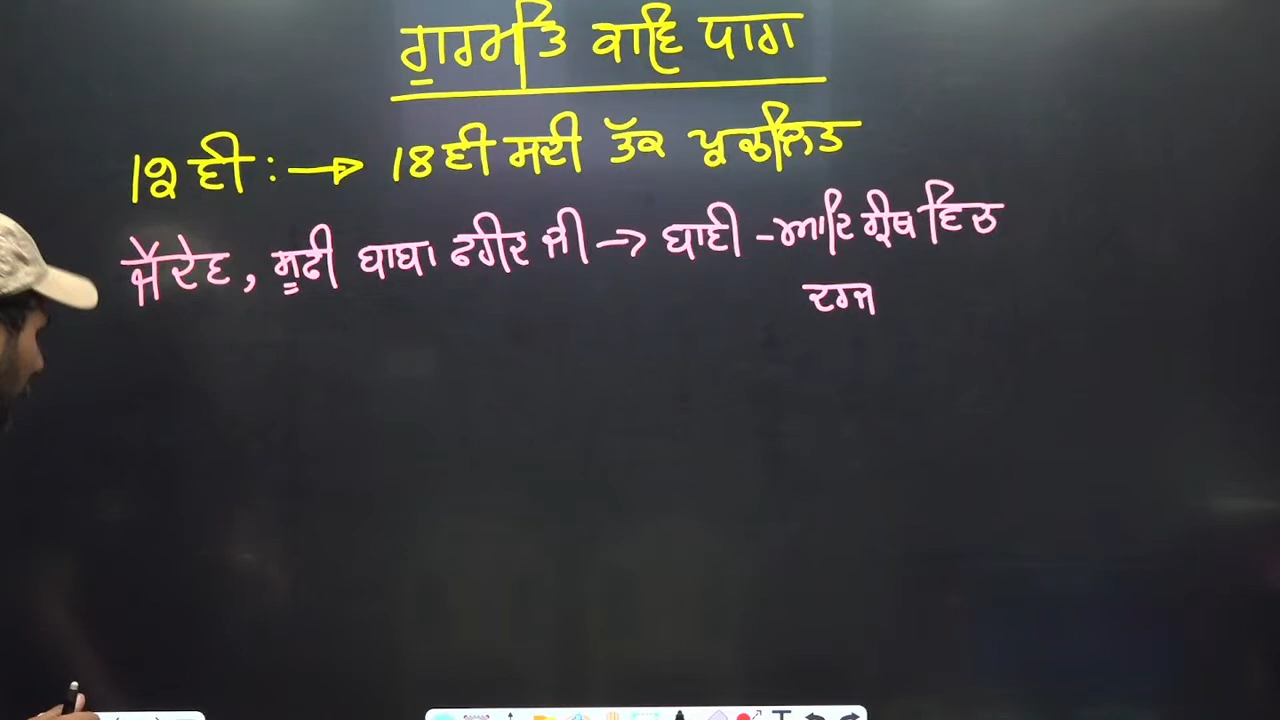 ਗੁਰਮਤਿ ਕਾਵਿ ਧਾਰਾ
12ਵੀਂ :→ 18ਵੀ ਸਦੀ ਤੱਕ ਪ੍ਰਚਲਿਤ
ਜੈਦੇਵ, ਸੂਫੀ ਬਾਬਾ ਫਰੀਦ ਜੀ → ਬਾਣੀ - ਆਦਿ ਗ੍ਰੰਥ ਵਿਚ
ਦਰਜ